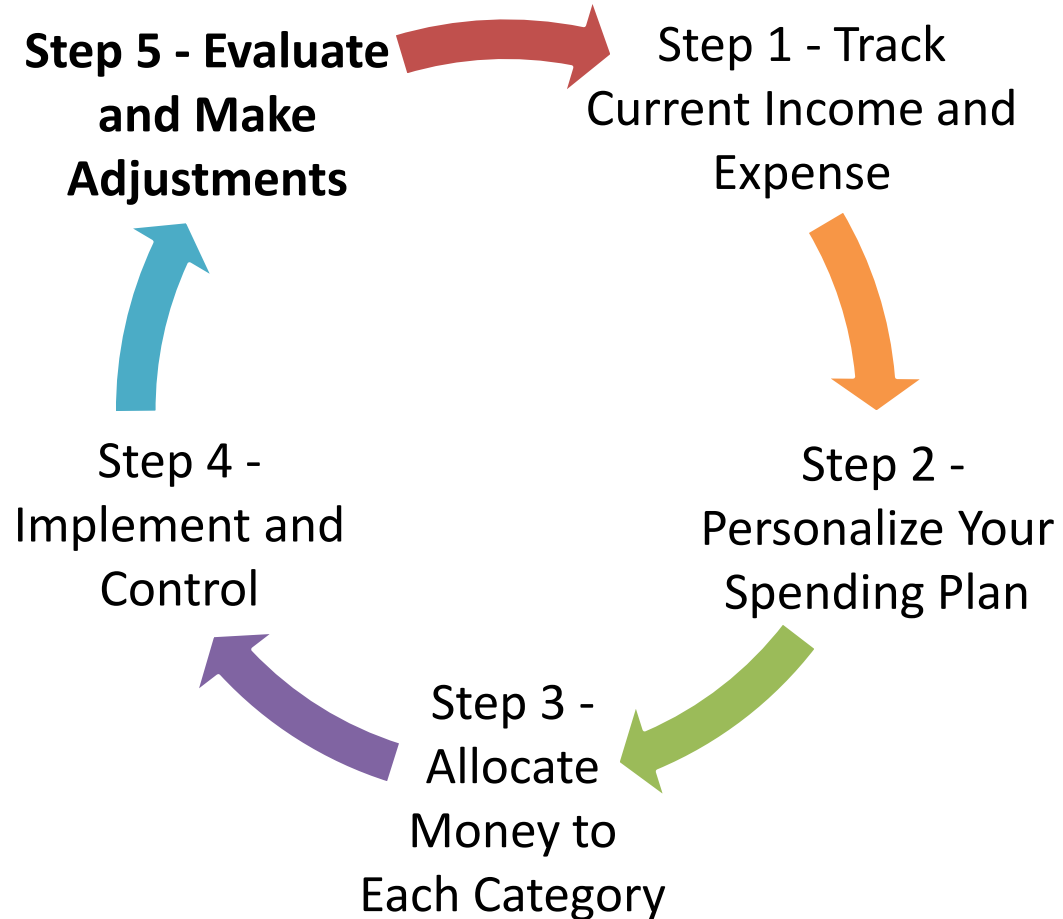 Step 5 - Evaluate
and Make
Adjustments
Step 1 - Track
Current Income and
Expense
Step 2 -
Personalize Your
Spending Plan
Step 3 -
Allocate
Money to
Each Category
Step 4 -
Implement and
Control